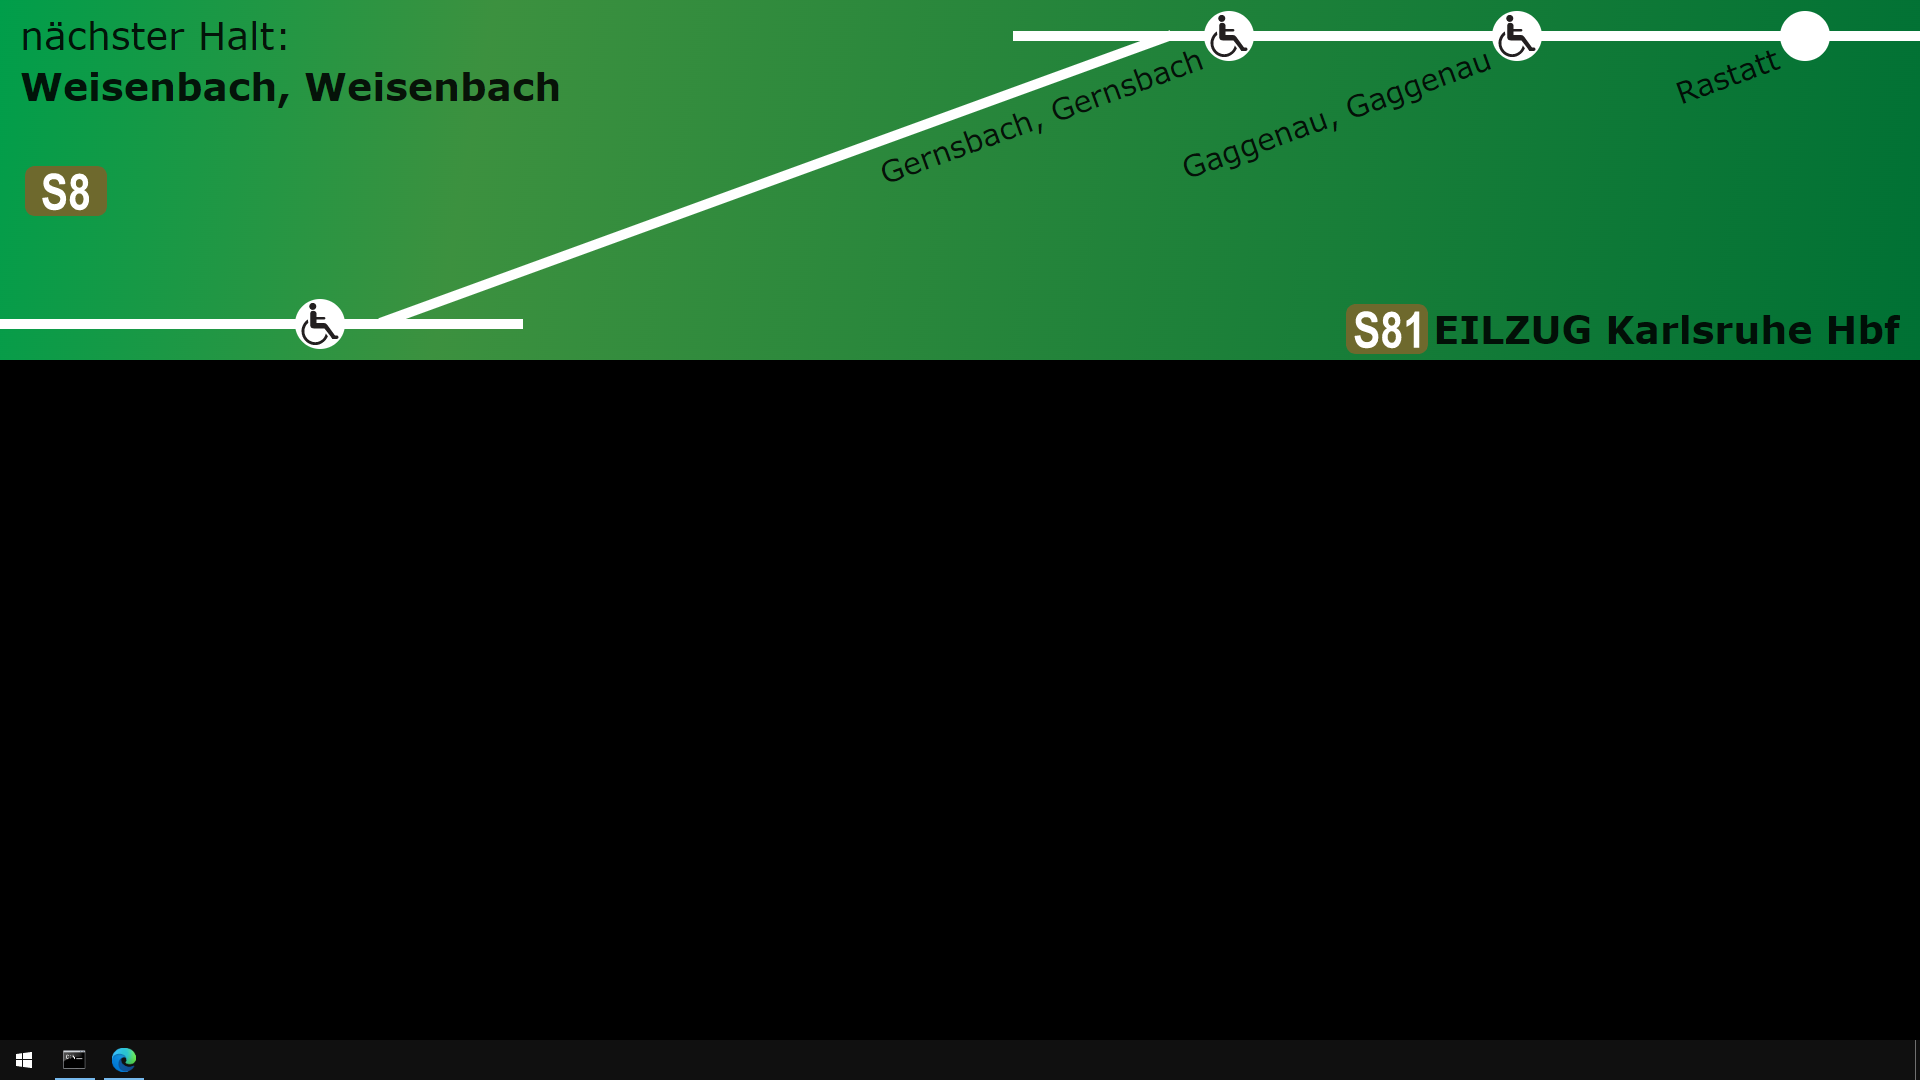 nächster Halt:
Weisenbach, Weisenbach
S8
Gernsbach, Gernsbach
Gaggenau, Gaggenau
Rastatt
S81 EILZUG Karlsruhe Hbf